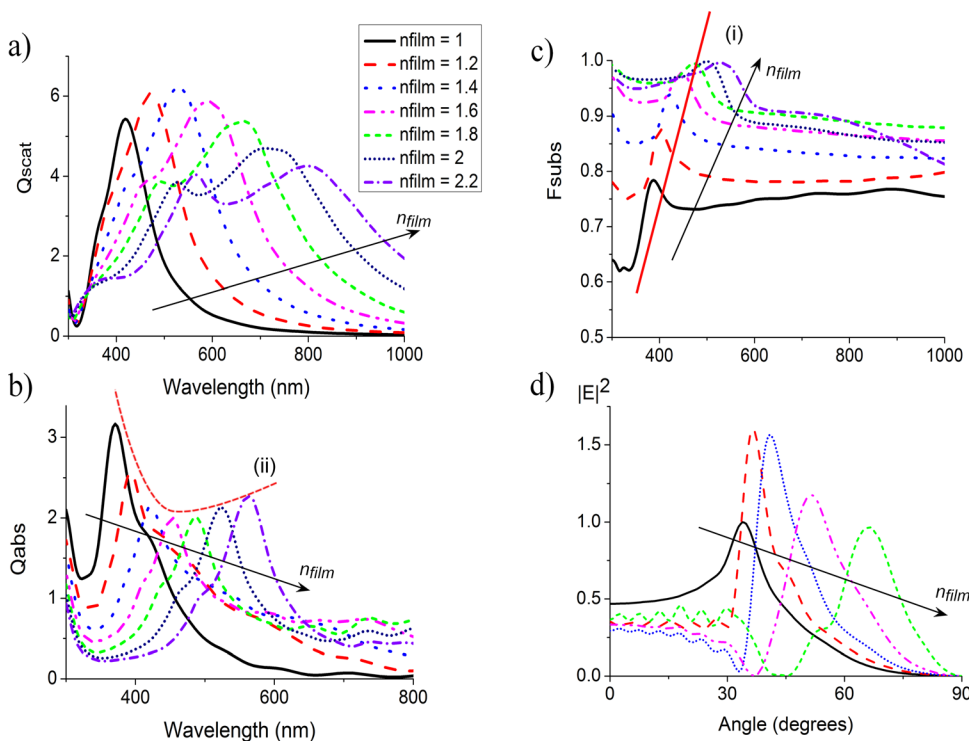 a)
Qscat
6
4
2
0
400 600 800 1000
Wavelength (nm)
nfilm = 1
nfilm = 1.2
nfilm = 1.4
nfilm = 1.6
nfilm = 1.8
nfilm = 2
nfilm = 2.2
nfilm
c)
(i)
nfilm
Fsubs
1.0
0.9
0.8
0.7
0.6
0.5
400 600 800 1000
Wavelength (nm)
b)
(ii)
nfilm
Qabs
3
2
1
0
400 600 800
Wavelength (nm)
d)
|E|²
1.5
1.0
0.5
0.0
nfilm
0 30 60 90
Angle (degrees)